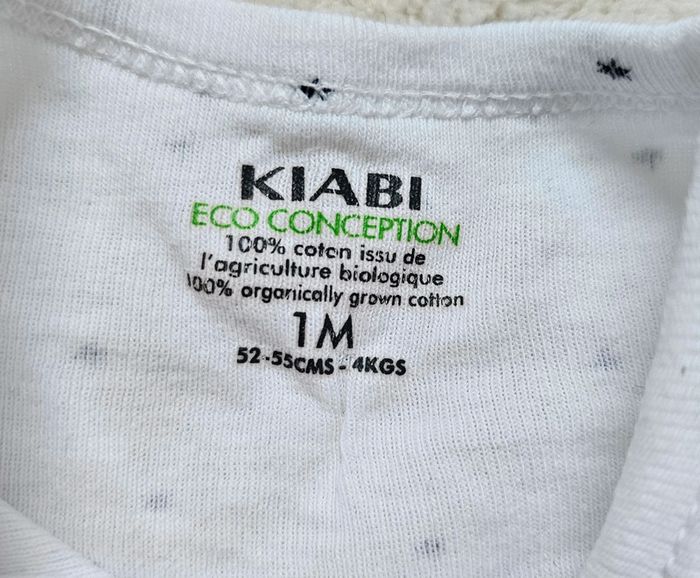 KIABI
ECO CONCEPTION
100% coton issu de
l'agriculture biologique
100% organically grown cotton
1M
52-55CMS - 4KGS